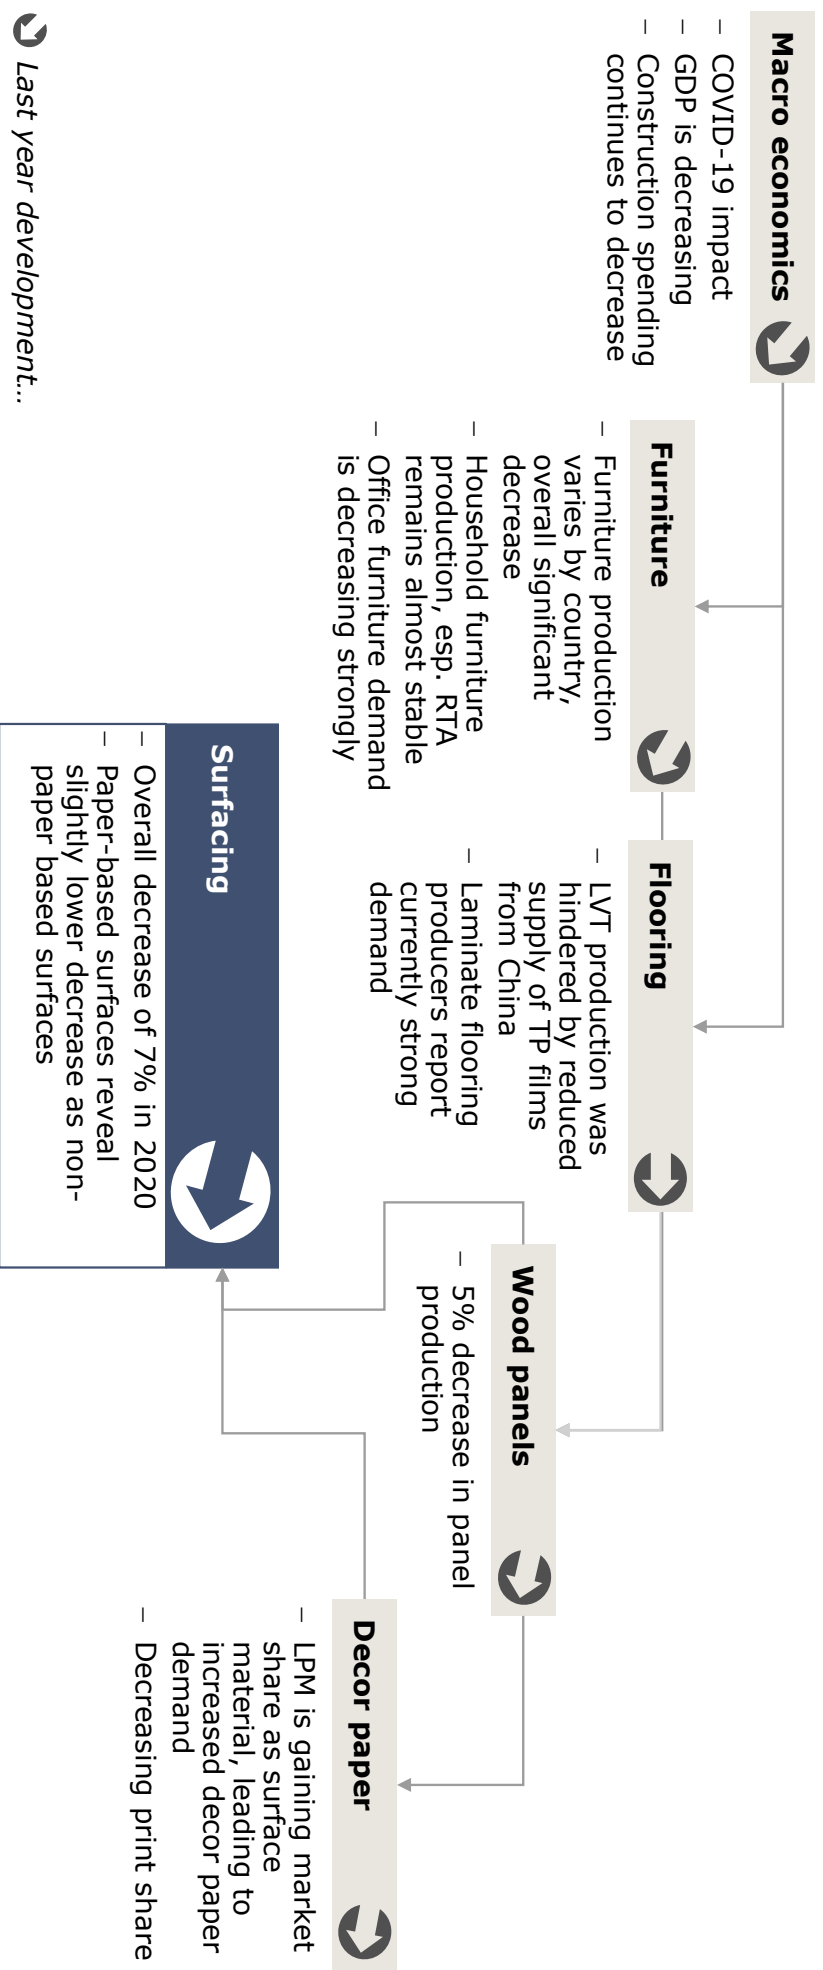 Macro economics
– COVID-19 impact
– GDP is decreasing
– Construction spending
continues to decrease
Furniture
– Furniture production
varies by country,
overall significant
decrease
– Household furniture
production, esp. RTA
remains almost stable
– Office furniture demand
is decreasing strongly
Flooring
– LVT production was
hindered by reduced
supply of TP films
from China
– Laminate flooring
producers report
currently strong
demand
Wood panels
– 5% decrease in panel
production
Decor paper
– LPM is gaining market
share as surface
material, leading to
increased decor paper
demand
– Decreasing print share
Surfacing
– Overall decrease of 7% in 2020
– Paper-based surfaces reveal
slightly lower decrease as non-
paper based surfaces
Last year development...